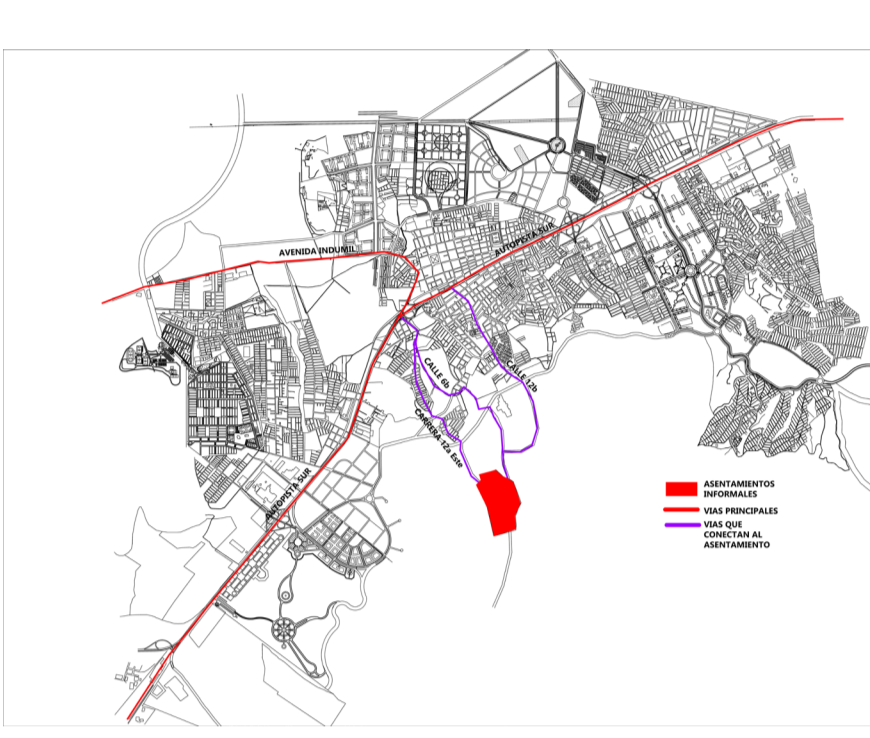 AVENIDA INDUMIL
AUTOPISTA SUR
CALLE 6b
CALLE 12b
CARRERA 12a Este
AUTOPISTA SUR
ASENTAMIENTOS
INFORMALES
VIAS PRINCIPALES
VIAS QUE
CONECTAN AL
ASENTAMIENTO